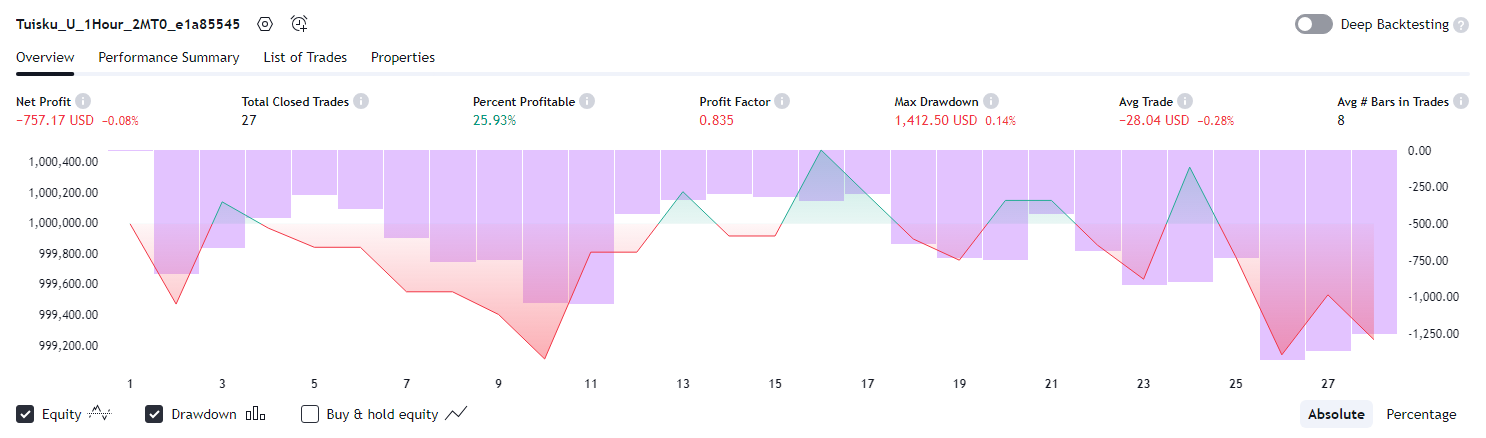 Tuisku_U_1Hour_2MT0_e1a85545 Deep Backtesting ?
Overview Performance Summary List of Trades Properties
Net Profit i Total Closed Trades i Percent Profitable i Profit Factor i Max Drawdown i Avg Trade i Avg # Bars in Trades i
−757.17 USD −0.08% 27 25.93% 0.835 1,412.50 USD 0.14% −28.04 USD −0.28% 8
0.00
1,000,400.00
1,000,200.00 -250.00
1,000,000.00 -500.00
999,800.00 -750.00
999,600.00 -1,000.00
999,400.00 -1,250.00
999,200.00
1 3 5 7 9 11 13 15 17 19 21 23 25 27
Equity Drawdown Buy & hold equity Absolute Percentage